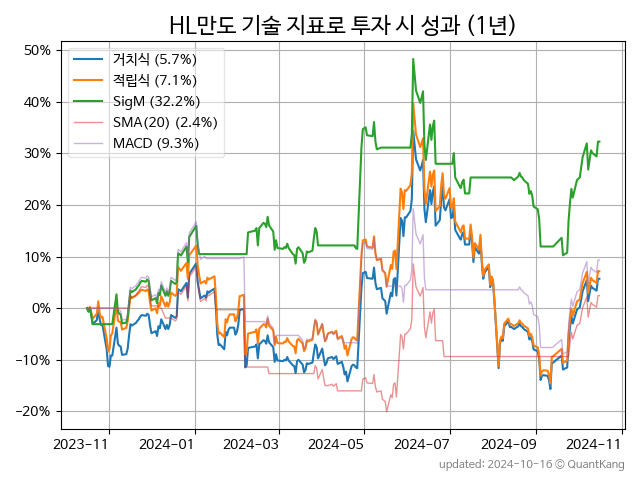 HL만도 기술 지표로 투자 시 성과 (1년)
거치식 (5.7%)
적립식 (7.1%)
SigM (32.2%)
SMA(20) (2.4%)
MACD (9.3%)
50%
40%
30%
20%
10%
0%
−10%
−20%
2023-11 2024-01 2024-03 2024-05 2024-07 2024-09 2024-11
updated: 2024-10-16 © QuantKang